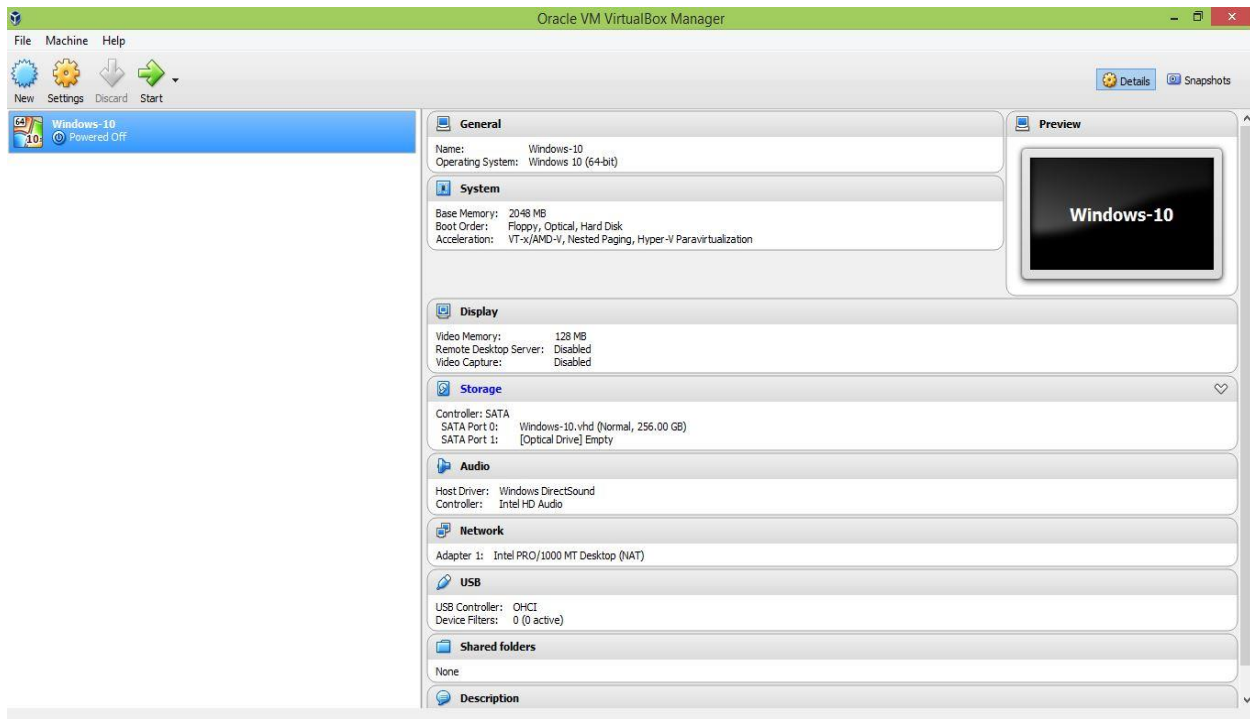 Oracle VM VirtualBox Manager
File Machine Help
New Settings Discard Start
Details Snapshots
64
10
Windows-10
Powered Off
General
Name: Windows-10
Operating System: Windows 10 (64-bit)
Preview
Windows-10
System
Base Memory: 2048 MB
Boot Order: Floppy, Optical, Hard Disk
Acceleration: VT-x/AMD-V, Nested Paging, Hyper-V Paravirtualization
Display
Video Memory: 128 MB
Remote Desktop Server: Disabled
Video Capture: Disabled
Storage
Controller: SATA
SATA Port 0: Windows-10.vhd (Normal, 256.00 GB)
SATA Port 1: [Optical Drive] Empty
Audio
Host Driver: Windows DirectSound
Controller: Intel HD Audio
Network
Adapter 1: Intel PRO/1000 MT Desktop (NAT)
USB
USB Controller: OHCI
Device Filters: 0 (0 active)
Shared folders
None
Description